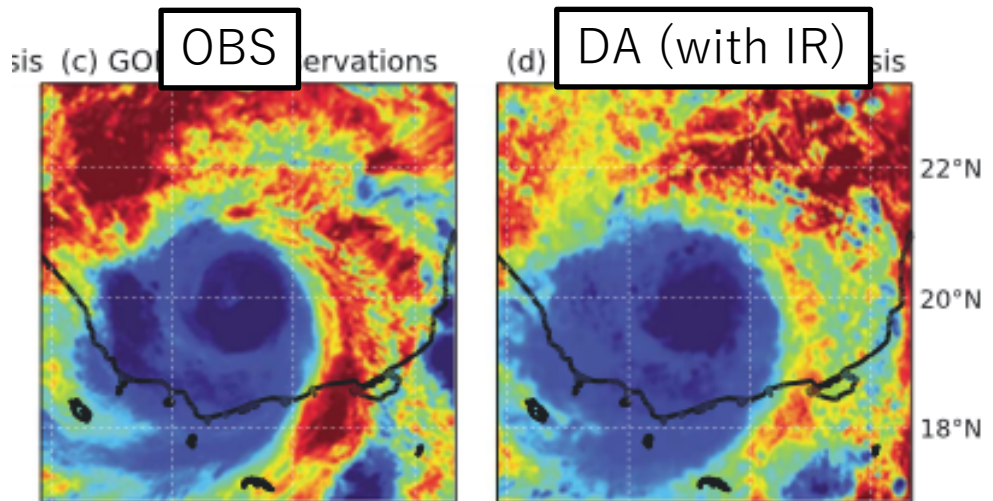 OBS
DA (with IR)
sis (c) GO ervations
(d) sis
22°N
20°N
18°N